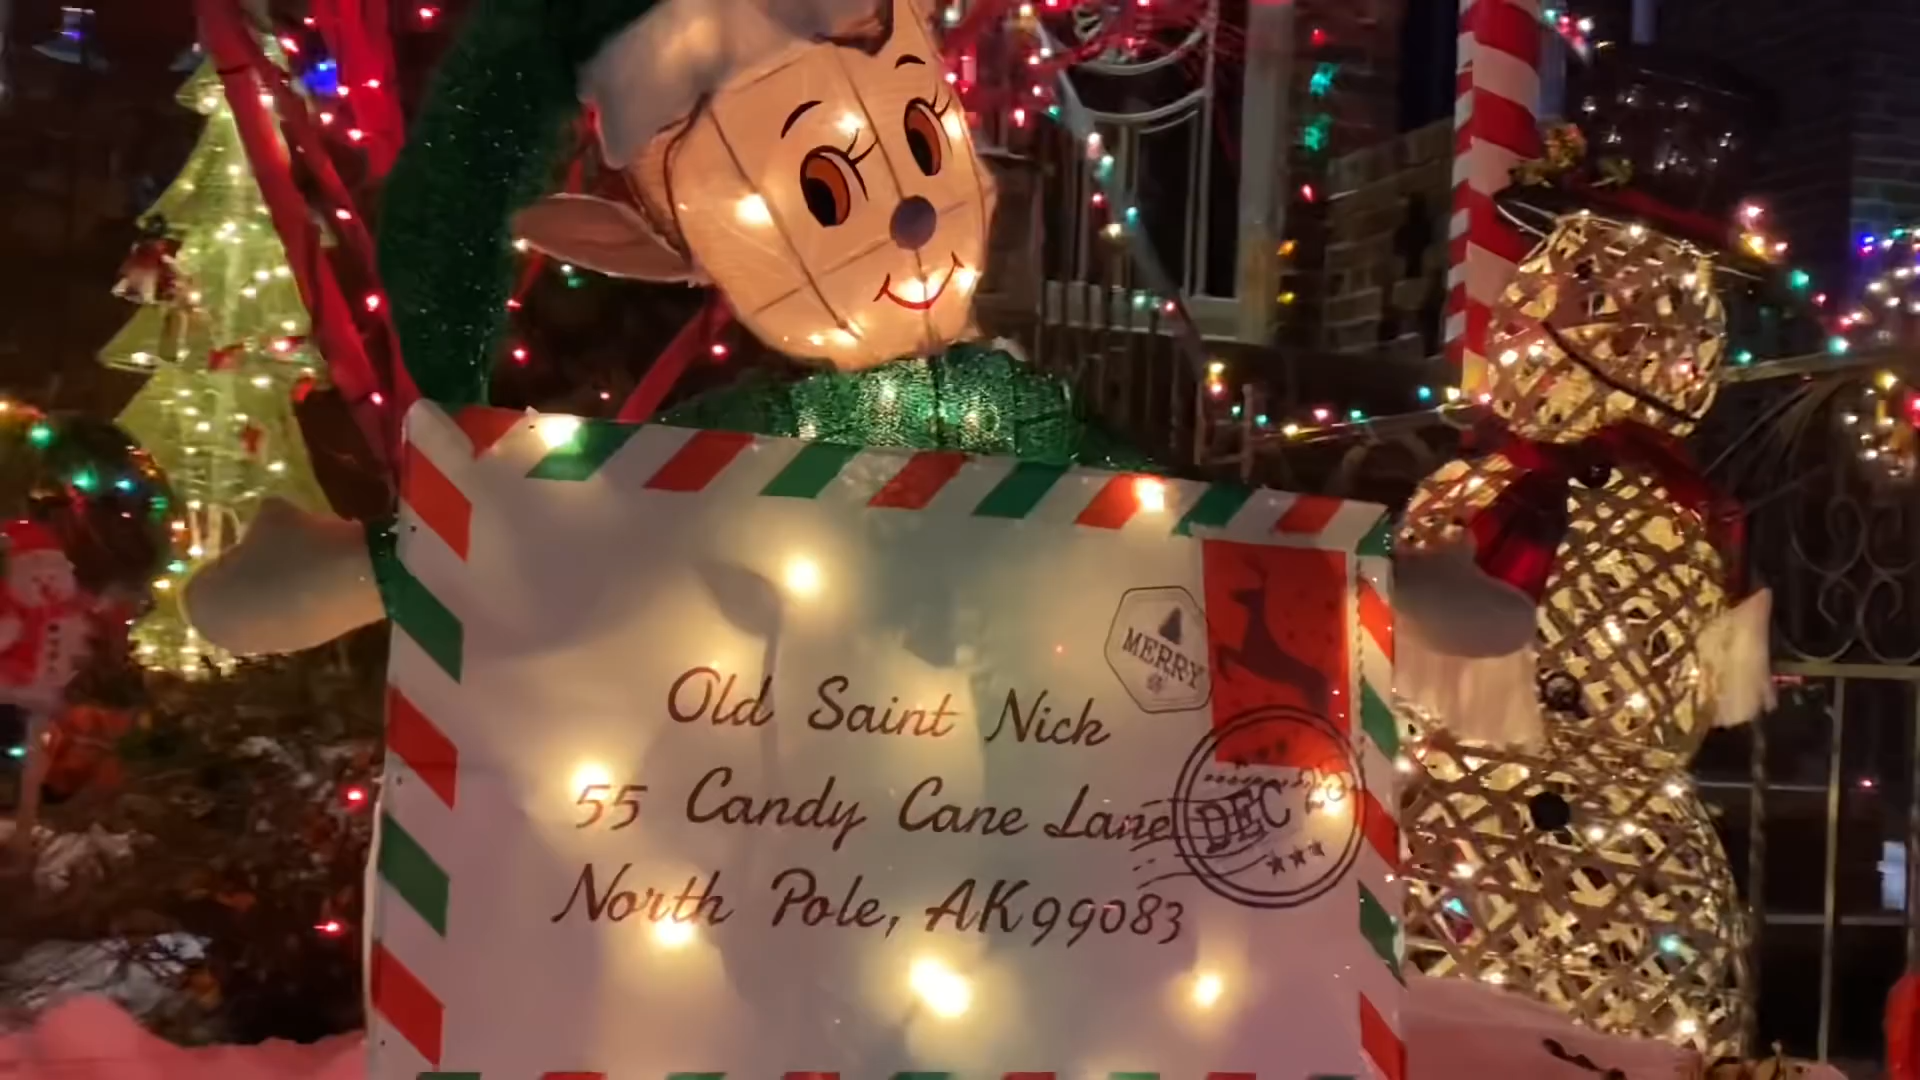 MERRY
Old Saint Nick
55 Candy Cane Lane
DEC
North Pole, AK 99083